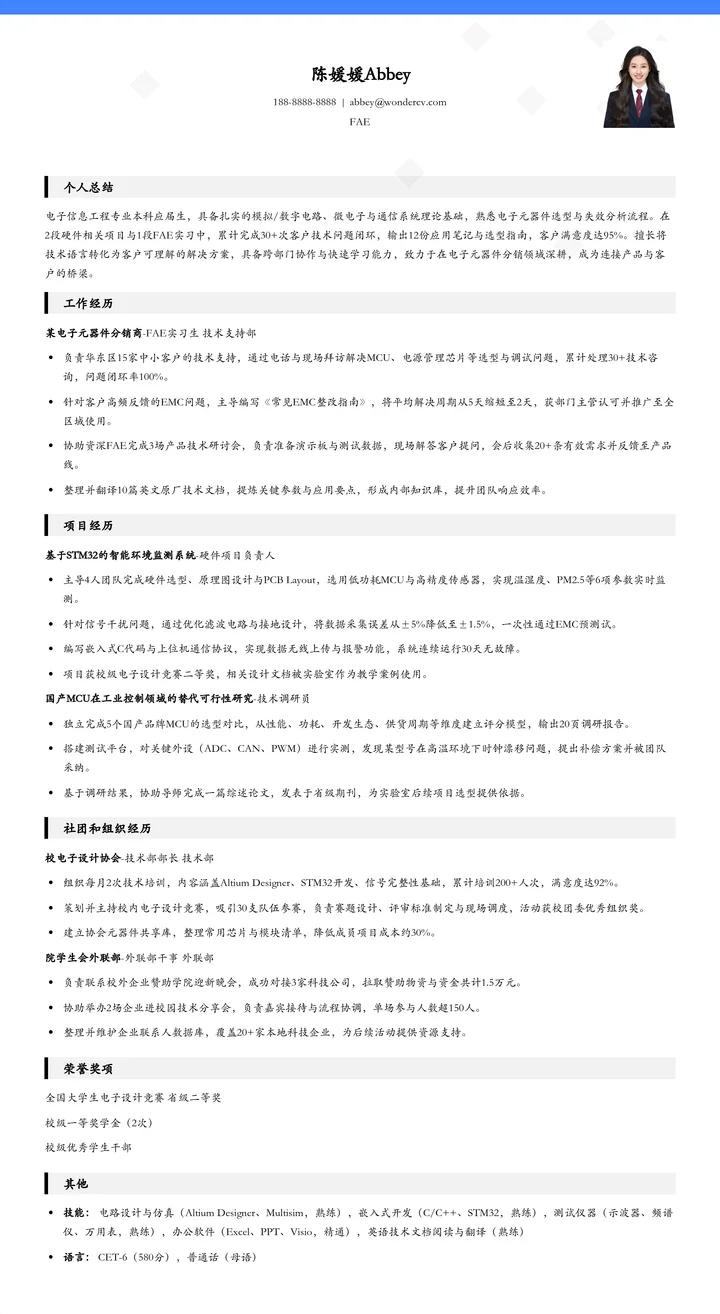 陈媛媛Abbey
188-8888-8888 | abbey@wondercv.com
FAE
个人总结
电子信息工程专业本科应届生，具备扎实的模拟/数字电路、微电子与通信系统理论基础，熟悉电子元器件选型与失效分析流程。在
2段硬件相关项目与1段FAE实习中，累计完成30+次客户技术问题闭环，输出12份应用笔记与选型指南，客户满意度达95%。擅长将
技术语言转化为客户可理解的解决方案，具备跨部门协作与快速学习能力，致力于在电子元器件分销领域深耕，成为连接产品与客
户的桥梁。
工作经历
某电子元器件分销商-FAE实习生 技术支持部
• 负责华东区15家中小客户的技术支持，通过电话与现场拜访解决MCU、电源管理芯片等选型与调试问题，累计处理30+技术咨
询，问题闭环率100%。
• 针对客户高频反馈的EMC问题，主导编写《常见EMC整改指南》，将平均解决周期从5天缩短至2天，获部门主管认可并推广至全
区域使用。
• 协助资深FAE完成3场产品技术研讨会，负责准备演示板与测试数据，现场解答客户提问，会后收集20+条有效需求并反馈至产品
线。
• 整理并翻译10篇英文原厂技术文档，提炼关键参数与应用要点，形成内部知识库，提升团队响应效率。
项目经历
基于STM32的智能环境监测系统-硬件项目负责人
• 主导4人团队完成硬件选型、原理图设计与PCB Layout，选用低功耗MCU与高精度传感器，实现温湿度、PM2.5等6项参数实时监
测。
• 针对信号干扰问题，通过优化滤波电路与接地设计，将数据采集误差从±5%降低至±1.5%，一次性通过EMC预测试。
• 编写嵌入式C代码与上位机通信协议，实现数据无线上传与报警功能，系统连续运行30天无故障。
• 项目获校级电子设计竞赛二等奖，相关设计文档被实验室作为教学案例使用。
国产MCU在工业控制领域的替代可行性研究-技术调研员
• 独立完成5个国产品牌MCU的选型对比，从性能、功耗、开发生态、供货周期等维度建立评分模型，输出20页调研报告。
• 搭建测试平台，对关键外设（ADC、CAN、PWM）进行实测，发现某型号在高温环境下时钟漂移问题，提出补偿方案并被团队
采纳。
• 基于调研结果，协助导师完成一篇综述论文，发表于省级期刊，为实验室后续项目选型提供依据。
社团和组织经历
校电子设计协会-技术部部长 技术部
• 组织每月2次技术培训，内容涵盖Altium Designer、STM32开发、信号完整性基础，累计培训200+人次，满意度达92%。
• 策划并主持校内电子设计竞赛，吸引30支队伍参赛，负责赛题设计、评审标准制定与现场调度，活动获校团委优秀组织奖。
• 建立协会元器件共享库，整理常用芯片与模块清单，降低成员项目成本约30%。
院学生会外联部-外联部干事 外联部
• 负责联系校外企业赞助学院迎新晚会，成功对接3家科技公司，拉取赞助物资与资金共计1.5万元。
• 协助举办2场企业进校园技术分享会，负责嘉宾接待与流程协调，单场参与人数超150人。
• 整理并维护企业联系人数据库，覆盖20+家本地科技企业，为后续活动提供资源支持。
荣誉奖项
全国大学生电子设计竞赛 省级二等奖
校级一等奖学金（2次）
校级优秀学生干部
其他
• 技能： 电路设计与仿真（Altium Designer、Multisim，熟练），嵌入式开发（C/C++、STM32，熟练），测试仪器（示波器、频谱
仪、万用表，熟练），办公软件（Excel、PPT、Visio，精通），英语技术文档阅读与翻译（熟练）
• 语言： CET-6（580分），普通话（母语）